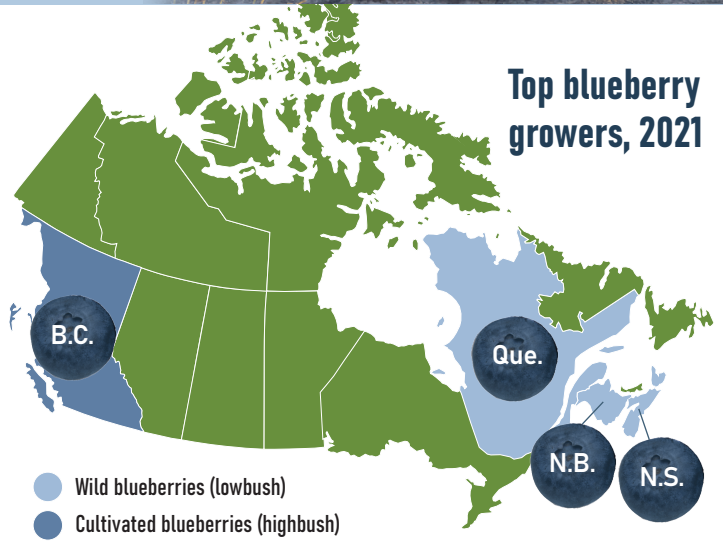 Top blueberry
growers, 2021
B.C.
Que.
N.B.
N.S.
Wild blueberries (lowbush)
Cultivated blueberries (highbush)